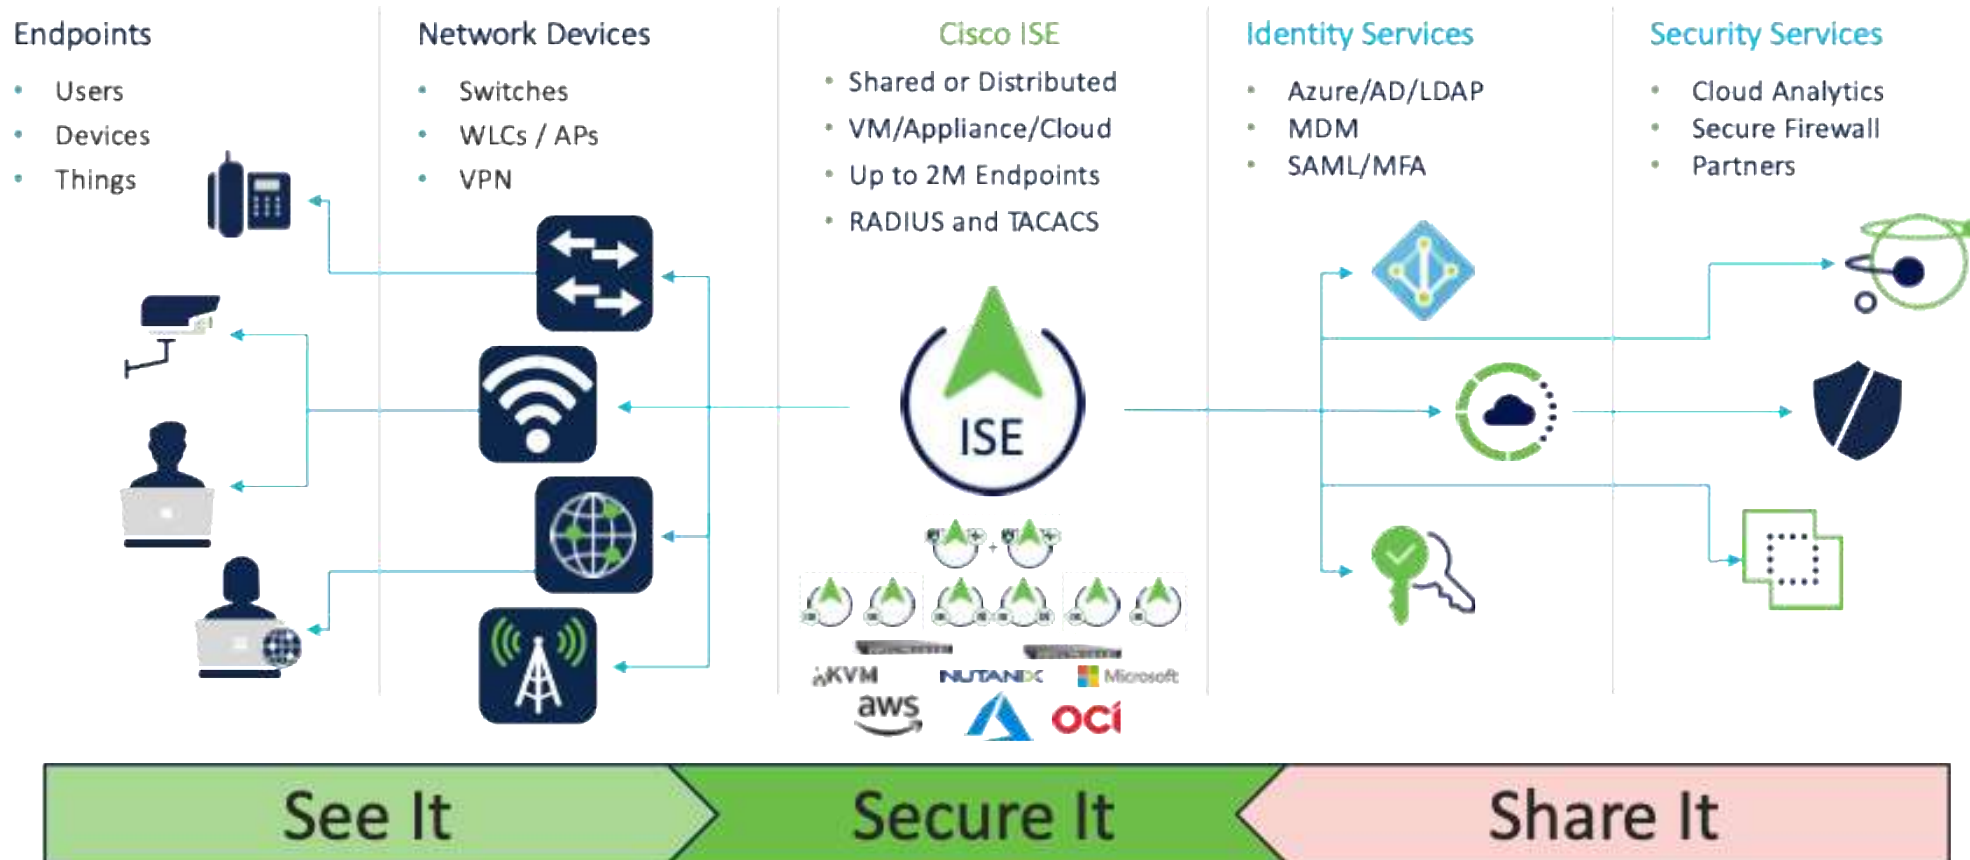 Endpoints
Users
Devices
Things
Network Devices
Switches
WLCs / APs
VPN
Cisco ISE
Shared or Distributed
VM/Appliance/Cloud
Up to 2M Endpoints
RADIUS and TACACS
Identity Services
Azure/AD/LDAP
MDM
SAML/MFA
Security Services
Cloud Analytics
Secure Firewall
Partners
ISE
+
KVM
NUTANIX
Microsoft
aws
OCI
See It
Secure It
Share It